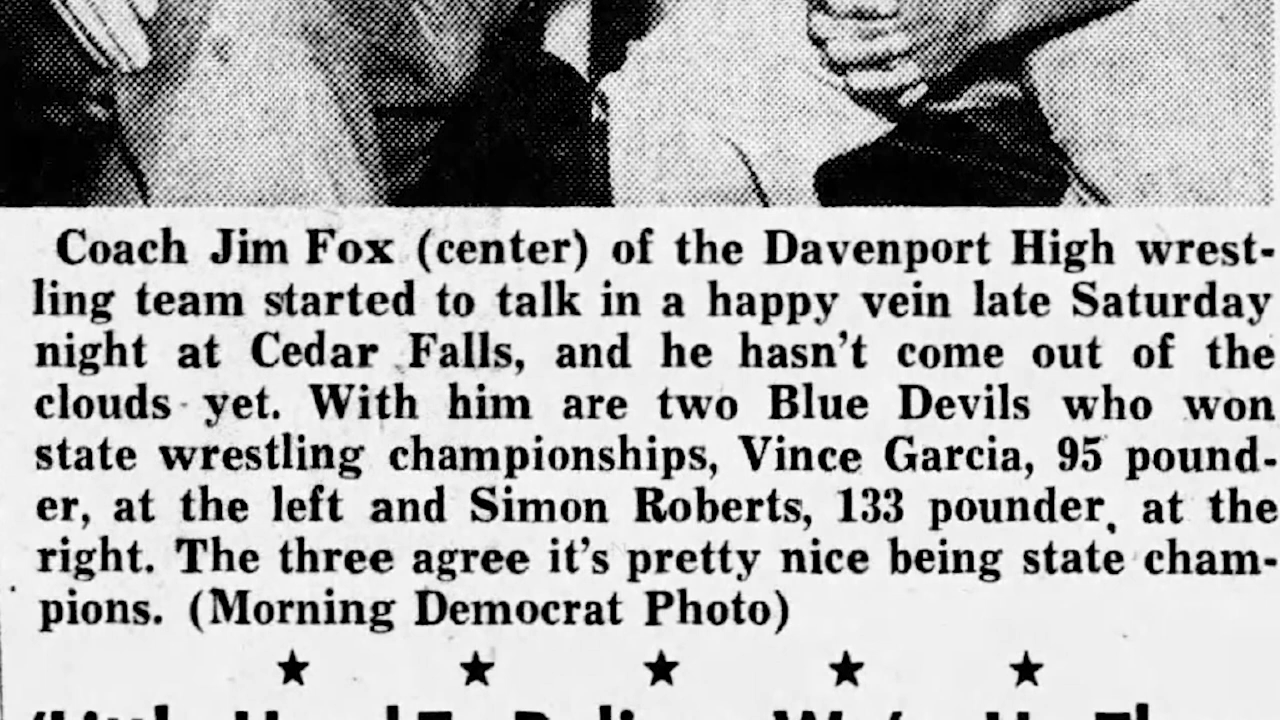 Coach Jim Fox (center) of the Davenport High wrest-
ling team started to talk in a happy vein late Saturday
night at Cedar Falls, and he hasn't come out of the
clouds yet. With him are two Blue Devils who won
state wrestling championships, Vince Garcia, 95 pound-
er, at the left and Simon Roberts, 133 pounder, at the
right. The three agree it's pretty nice being state cham-
pions. (Morning Democrat Photo)